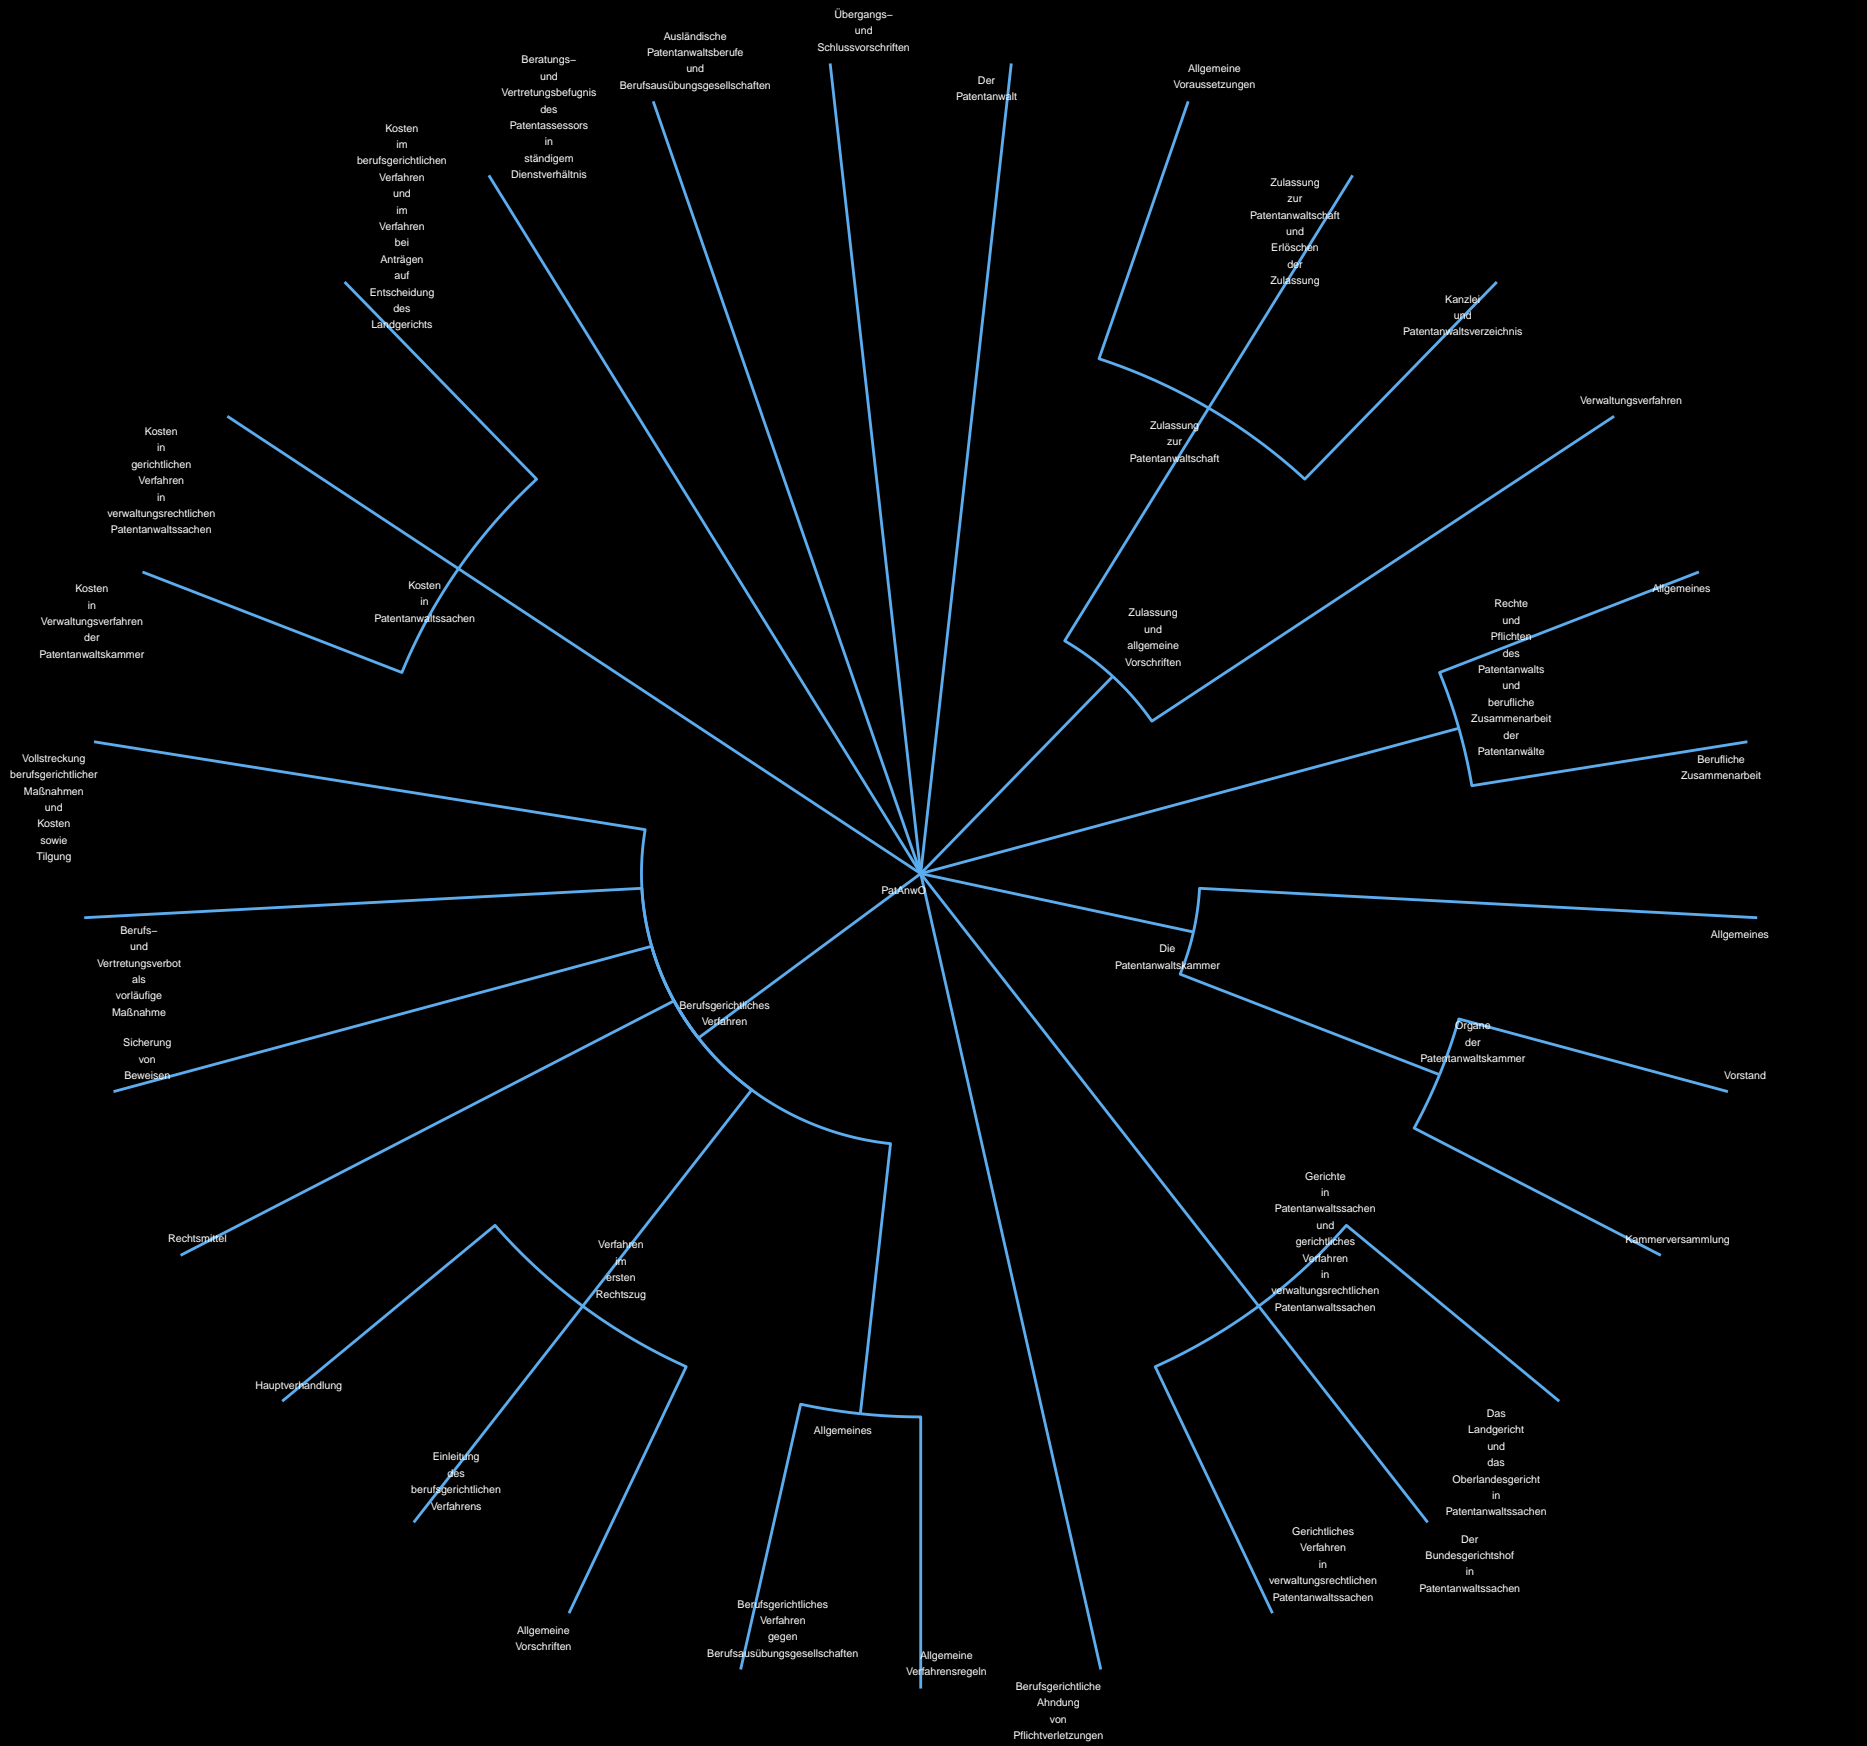 Übergangs–
und
Schlussvorschriften
Ausländische
Patentanwaltsberufe
und
Berufsausübungsgesellschaften
Beratungs–
und
Vertretungsbefugnis
des
Patentassessors
in
ständigem
Dienstverhältnis
Der
Patentanwalt
Allgemeine
Voraussetzungen
Kosten
im
berufsgerichtlichen
Verfahren
und
im
Verfahren
bei
Anträgen
auf
Entscheidung
des
Landgerichts
Zulassung
zur
Patentanwaltschaft
und
Erlöschen
der
Zulassung
Kanzlei
und
Patentanwaltsverzeichnis
Verwaltungsverfahren
Zulassung
zur
Patentanwaltschaft
Kosten
in
gerichtlichen
Verfahren
in
verwaltungsrechtlichen
Patentanwaltssachen
Kosten
in
Patentanwaltssachen
Kosten
in
Verwaltungsverfahren
der
Patentanwaltskammer
Zulassung
und
allgemeine
Vorschriften
Allgemeines
Rechte
und
Pflichten
des
Patentanwalts
und
berufliche
Zusammenarbeit
der
Patentanwälte
Berufliche
Zusammenarbeit
Vollstreckung
berufsgerichtlicher
Maßnahmen
und
Kosten
sowie
Tilgung
PatAnwO
Berufs–
und
Vertretungsverbot
als
vorläufige
Maßnahme
Die
Patentanwaltskammer
Allgemeines
Berufsgerichtliches
Verfahren
Organe
der
Patentanwaltskammer
Sicherung
von
Beweisen
Vorstand
Rechtsmittel
Verfahren
im
ersten
Rechtszug
Gerichte
in
Patentanwaltssachen
und
gerichtliches
Verfahren
in
verwaltungsrechtlichen
Patentanwaltssachen
Kammerversammlung
Hauptverhandlung
Allgemeines
Das
Landgericht
und
das
Oberlandesgericht
in
Patentanwaltssachen
Einleitung
des
berufsgerichtlichen
Verfahrens
Gerichtliches
Verfahren
in
verwaltungsrechtlichen
Patentanwaltssachen
Der
Bundesgerichtshof
in
Patentanwaltssachen
Allgemeine
Vorschriften
Berufsgerichtliches
Verfahren
gegen
Berufsausübungsgesellschaften
Allgemeine
Verfahrensregeln
Berufsgerichtliche
Ahndung
von
Pflichtverletzungen